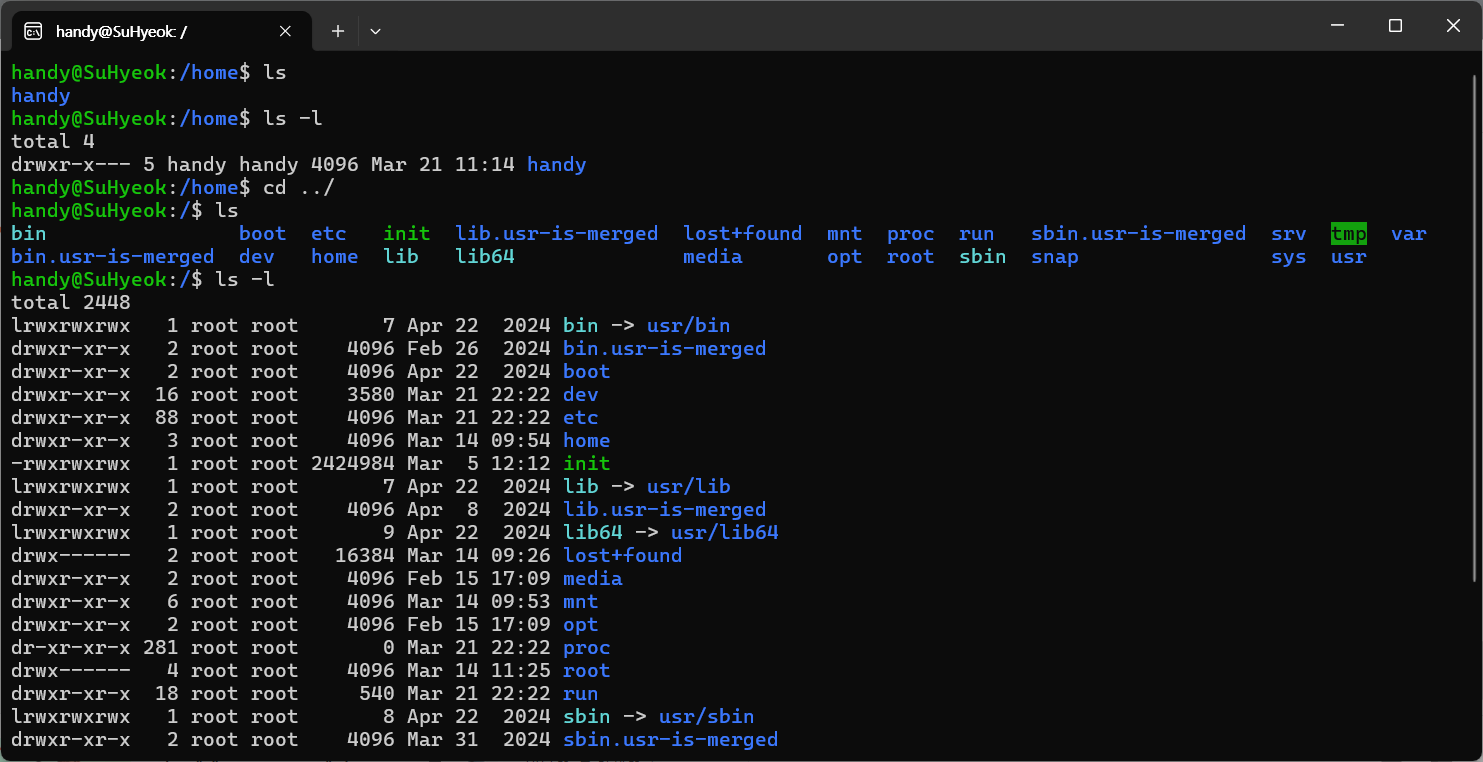 handy@SuHyeok: /
handy@SuHyeok:/home$ ls
handy
handy@SuHyeok:/home$ ls -l
total 4
drwxr-x--- 5 handy handy 4096 Mar 21 11:14 handy
handy@SuHyeok:/home$ cd ../
handy@SuHyeok:/$ ls
bin                boot  etc   init  lib.usr-is-merged  lost+found  mnt  proc  run   sbin.usr-is-merged  srv  tmp  var
bin.usr-is-merged  dev   home  lib   lib64              media       opt  root  sbin  snap                sys  usr
handy@SuHyeok:/$ ls -l
total 2448
lrwxrwxrwx   1 root root       7 Apr 22  2024 bin -> usr/bin
drwxr-xr-x   2 root root    4096 Feb 26  2024 bin.usr-is-merged
drwxr-xr-x   2 root root    4096 Apr 22  2024 boot
drwxr-xr-x  16 root root    3580 Mar 21 22:22 dev
drwxr-xr-x  88 root root    4096 Mar 21 22:22 etc
drwxr-xr-x   3 root root    4096 Mar 14 09:54 home
-rwxrwxrwx   1 root root 2424984 Mar  5 12:12 init
lrwxrwxrwx   1 root root       7 Apr 22  2024 lib -> usr/lib
drwxr-xr-x   2 root root    4096 Apr  8  2024 lib.usr-is-merged
lrwxrwxrwx   1 root root       9 Apr 22  2024 lib64 -> usr/lib64
drwx------   2 root root   16384 Mar 14 09:26 lost+found
drwxr-xr-x   2 root root    4096 Feb 15 17:09 media
drwxr-xr-x   6 root root    4096 Mar 14 09:53 mnt
drwxr-xr-x   2 root root    4096 Feb 15 17:09 opt
dr-xr-xr-x 281 root root       0 Mar 21 22:22 proc
drwx------   4 root root    4096 Mar 14 11:25 root
drwxr-xr-x  18 root root     540 Mar 21 22:22 run
lrwxrwxrwx   1 root root       8 Apr 22  2024 sbin -> usr/sbin
drwxr-xr-x   2 root root    4096 Mar 31  2024 sbin.usr-is-merged